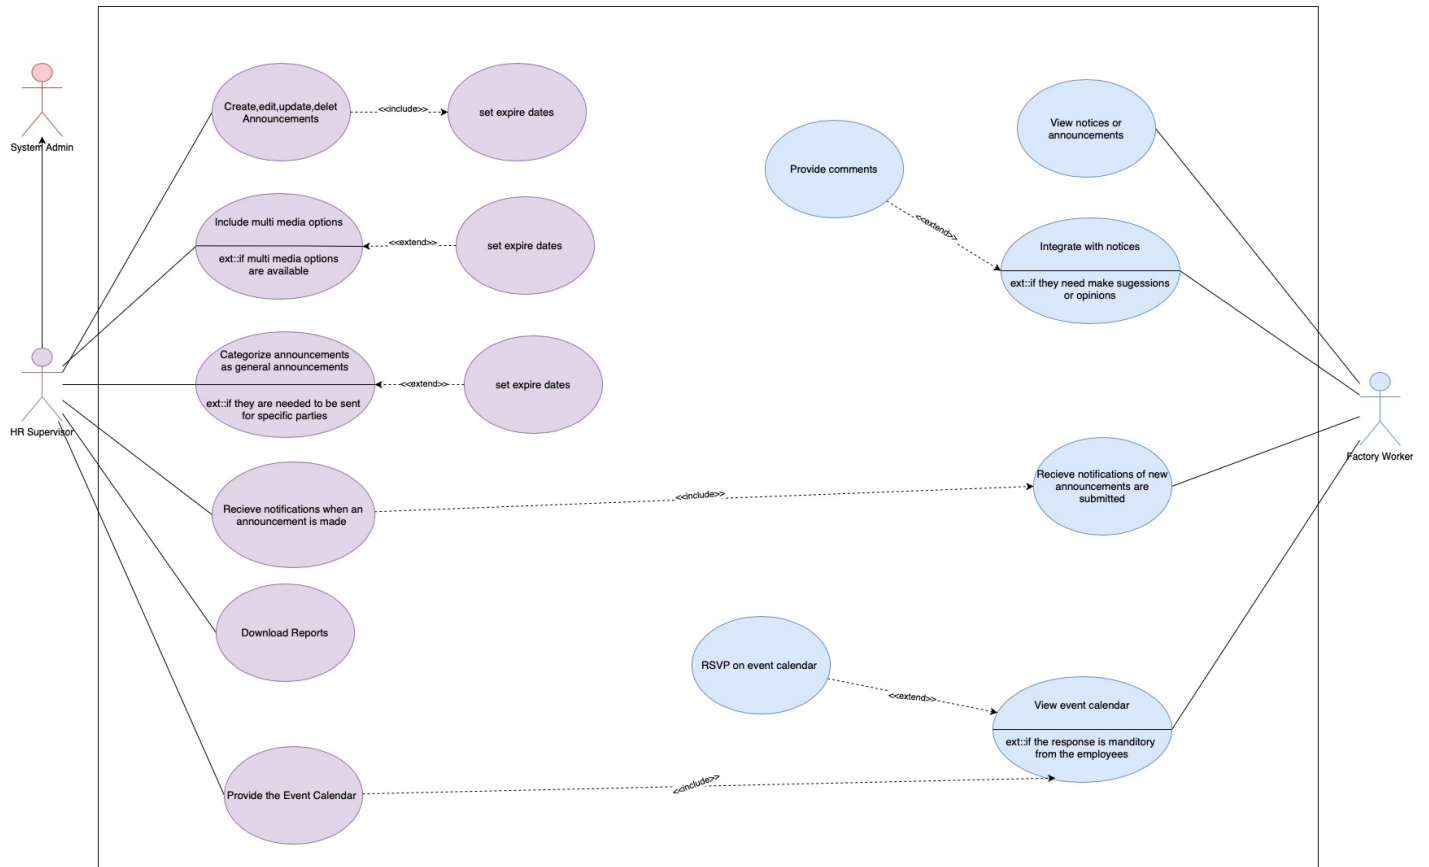 System Admin
Create,edit,update,delet
Announcements
<<include>>
set expire dates
Include multi media options
ext::if multi media options
are available
<<extend>>
set expire dates
Categorize announcements
as general announcements
ext::if they are needed to be sent
for specific parties
<<extend>>
set expire dates
HR Supervisor
Recieve notifications when an
announcement is made
<<include>>
Download Reports
Provide the Event Calendar
<<include>>
View notices or
announcements
Provide comments
<<extend>>
Integrate with notices
ext::if they need make sugessions
or opinions
Factory Worker
Recieve notifications of new
announcements are
submitted
RSVP on event calendar
<<extend>>
View event calendar
ext::if the response is manditory
from the employees